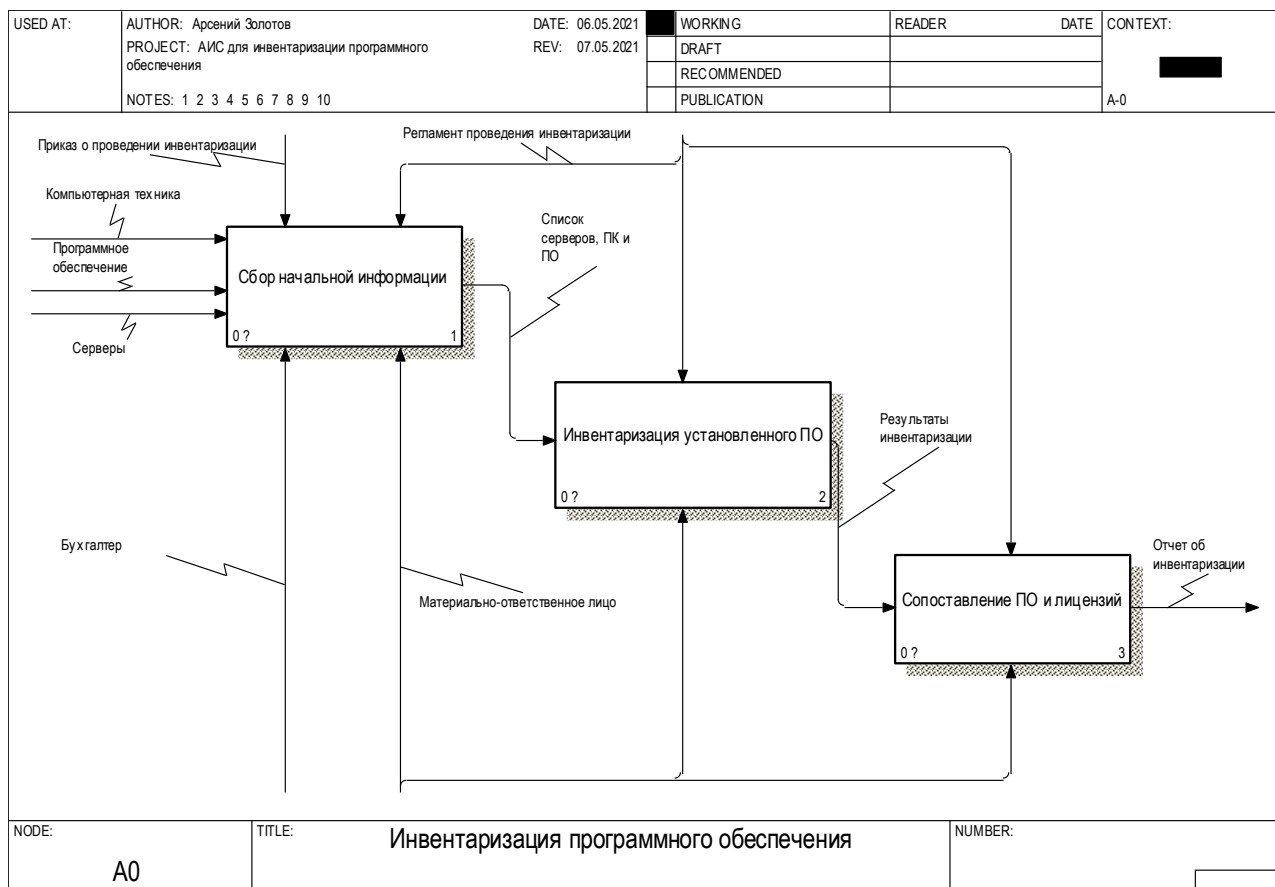 USED AT:
AUTHOR: Арсений Золотов
DATE: 06.05.2021
PROJECT: АИС для инвентаризации программного
обеспечения
REV: 07.05.2021
NOTES: 1 2 3 4 5 6 7 8 9 10
WORKING
DRAFT
RECOMMENDED
PUBLICATION
READER DATE
CONTEXT:
A-0
Приказ о проведении инвентаризации
Регламент проведения инвентаризации
Компьютерная техника
Программное
обеспечение
Серверы
Сбор начальной информации
0 ? 1
Список
серверов, ПК и
ПО
Инвентаризация установленного ПО
0 ? 2
Результаты
инвентаризации
Бухгалтер
Материально-ответственное лицо
Сопоставление ПО и лицензий
0 ? 3
Отчет об
инвентаризации
NODE:
A0
TITLE:
Инвентаризация программного обеспечения
NUMBER: